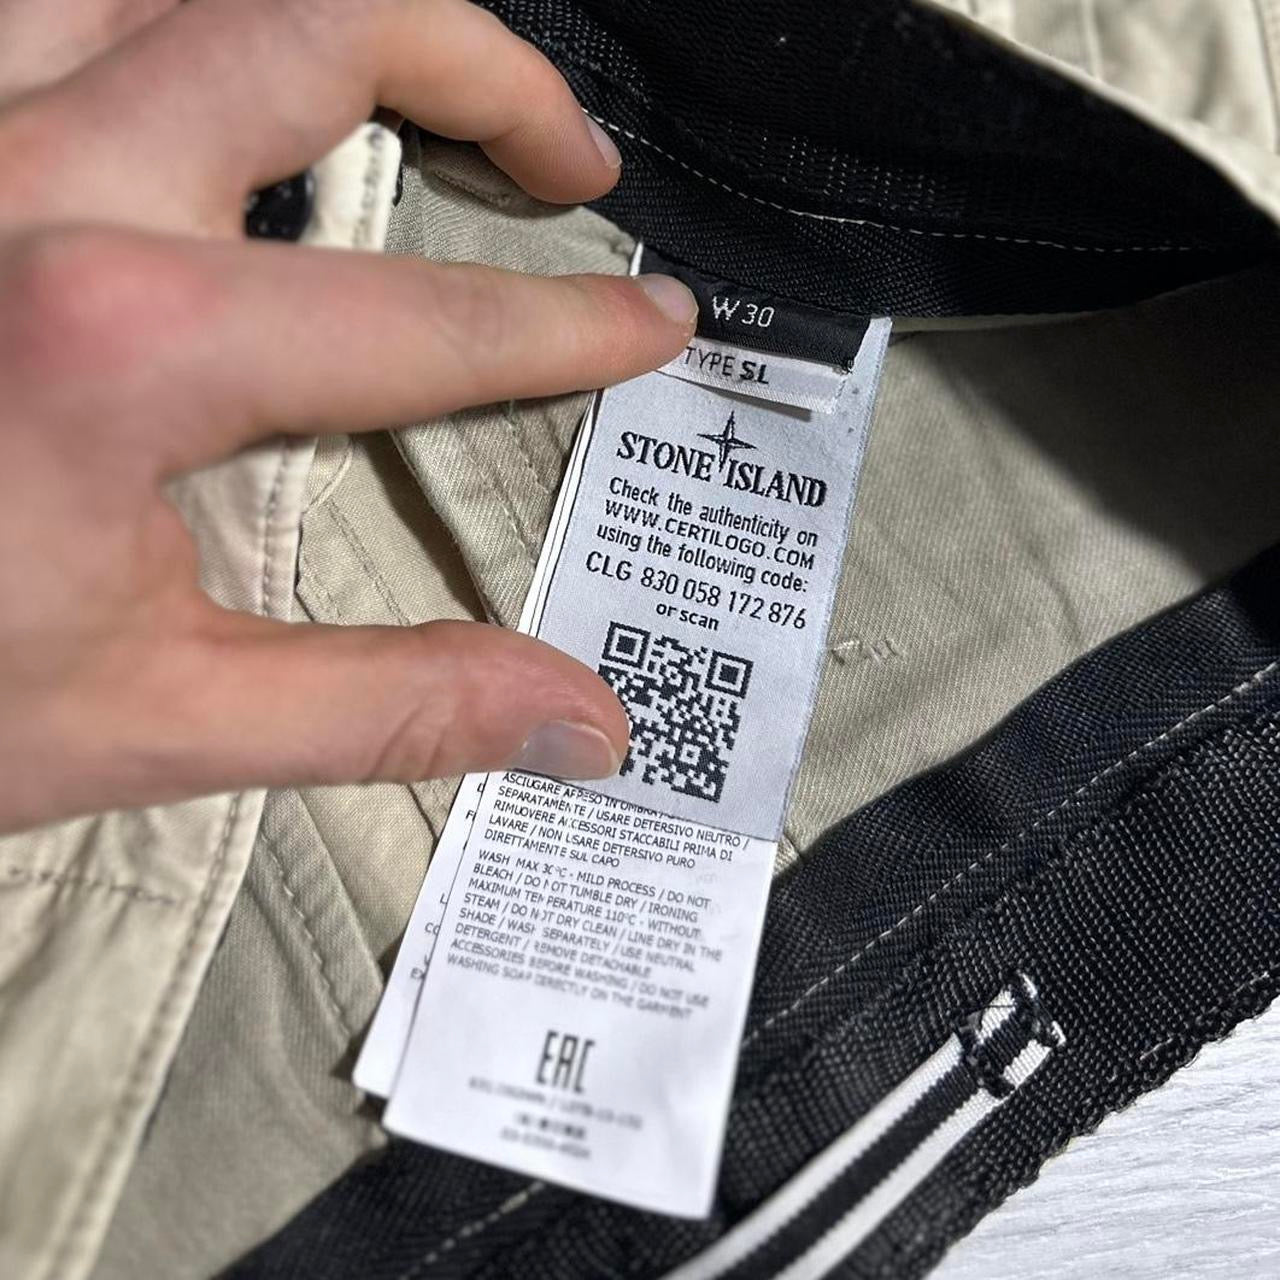 W30
TYPE SL
STONE ISLAND
Check the authenticity on
WWW.CERTILOGO.COM
using the following code:
CLG 830 058 172 876
or scan
ASCIUGARE APPESO IN OMBRA /
SEPARATAMENTE / USARE DETERSIVO NEUTRO /
RIMUOVERE ACCESSORI STACCABILI PRIMA DI
LAVARE / NON USARE DETERSIVO PURO
DIRETTAMENTE SUL CAPO
WASH MAX 30°C - MILD PROCESS / DO NOT
BLEACH / DO NOT TUMBLE DRY / IRONING
MAXIMUM TEMPERATURE 110°C - WITHOUT
STEAM / DO NOT DRY CLEAN / LINE DRY IN THE
SHADE / WASH SEPARATELY / USE NEUTRAL
DETERGENT / REMOVE DETACHABLE
ACCESSORIES BEFORE WASHING / DO NOT USE
WASHING SOAP DIRECTLY ON THE GARMENT
EAC